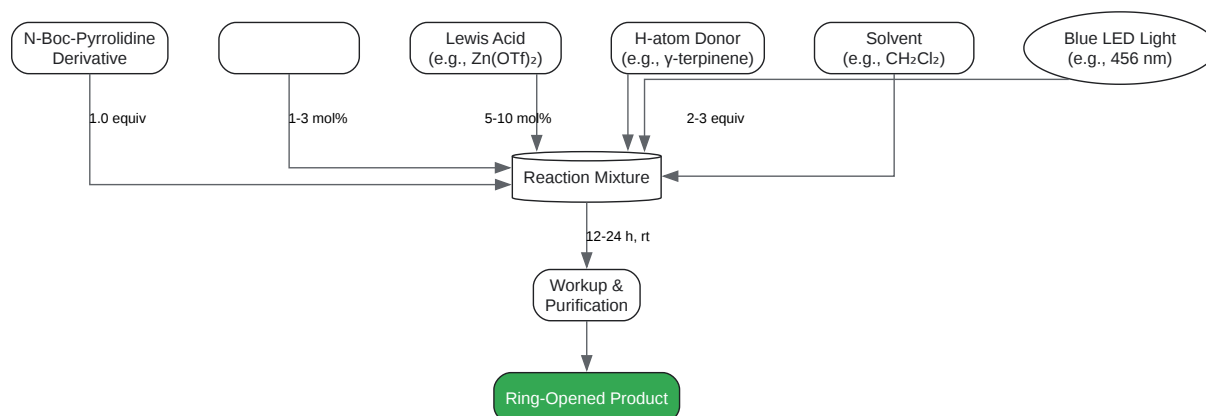 N-Boc-Pyrrolidine
Derivative
Lewis Acid
(e.g., Zn(OTf)₂)
H-atom Donor
(e.g., γ-terpinene)
Solvent
(e.g., CH₂Cl₂)
Blue LED Light
(e.g., 456 nm)
1.0 equiv
1-3 mol%
5-10 mol%
2-3 equiv
Reaction Mixture
12-24 h, rt
Workup &
Purification
Ring-Opened Product